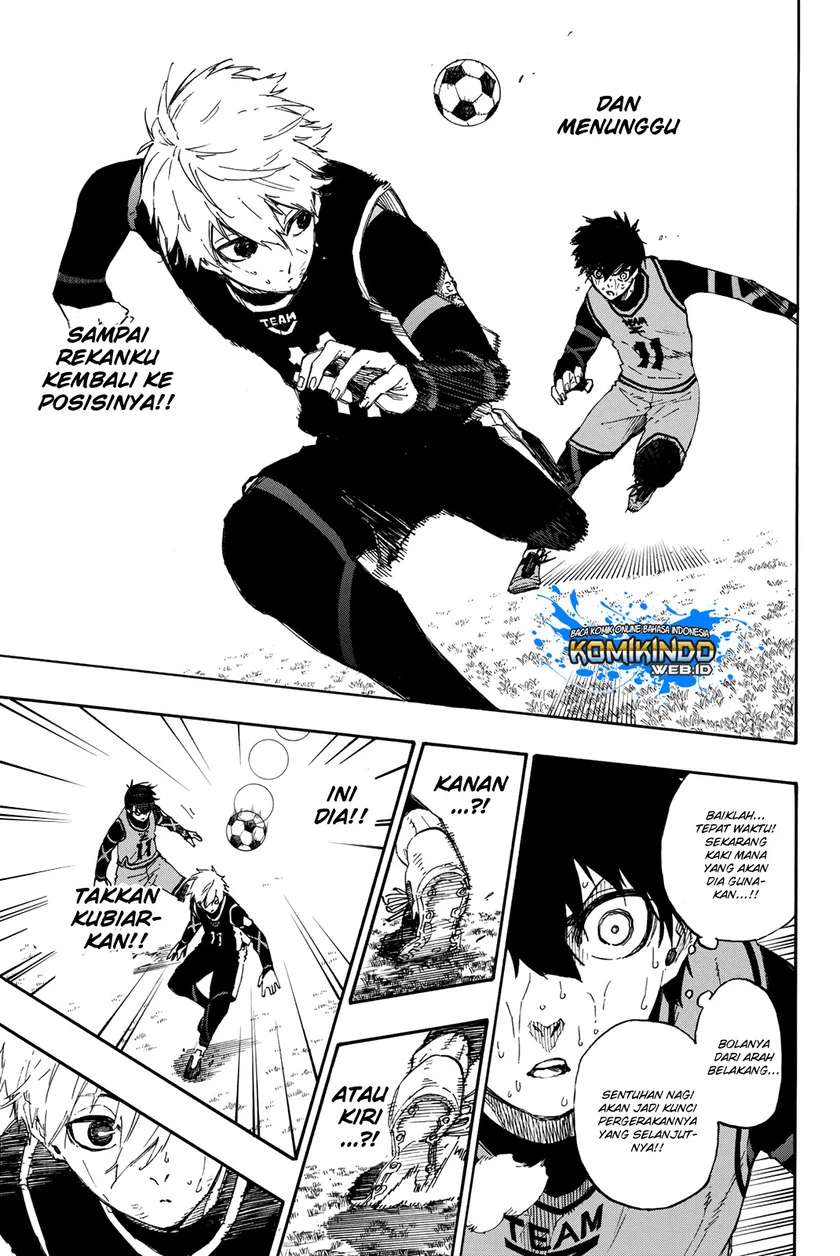 DAN
MENUNGGU
SAMPAI
REKANKU
KEMBALI KE
POSISINYA!!
TEAM
TEAM
11
BACA KOMIK ONLINE BAHASA INDONESIA
KOMIKINDO
WEB.ID
BAIKLAH...
TEPAT WAKTU!
SEKARANG
KAKI MANA
YANG AKAN
DIA GUNA-
KAN...!!
BOLANYA
DARI ARAH
BELAKANG...
SENTUHAN NAGI
AKAN JADI KUNCI
PERGERAKANNYA
YANG SELANJUT-
NYA!!
TEAM
KANAN
...?!
ATAU
KIRI
...?!
INI
DIA!!
11
TAKKAN
KUBIAR-
KAN!!